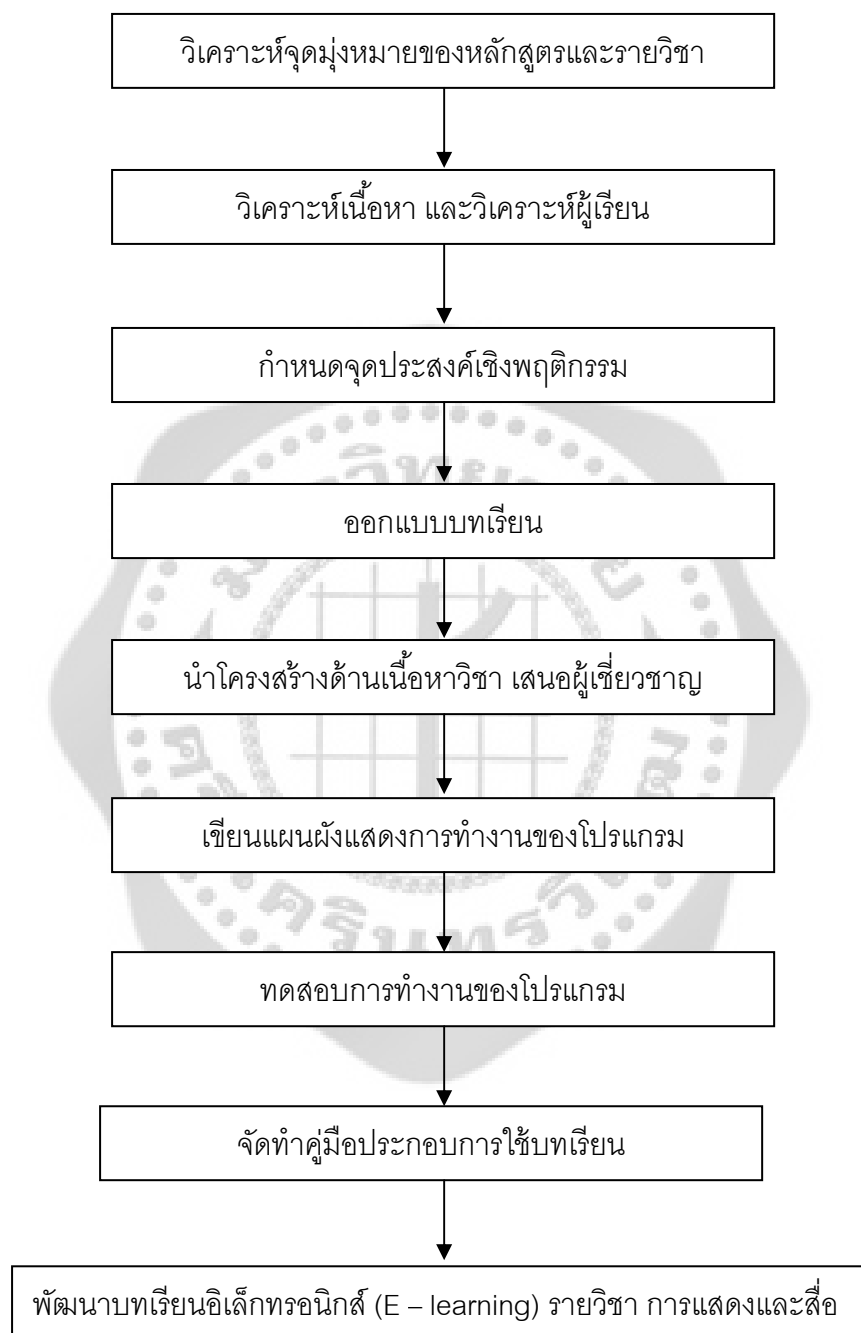 วิเคราะห์จุดมุ่งหมายของหลักสูตรและรายวิชา
วิเคราะห์เนื้อหา และวิเคราะห์ผู้เรียน
กำหนดจุดประสงค์เชิงพฤติกรรม
ออกแบบบทเรียน
นำโครงสร้างด้านเนื้อหาวิชา เสนอผู้เชี่ยวชาญ
เขียนแผนผังแสดงการทำงานของโปรแกรม
ทดสอบการทำงานของโปรแกรม
จัดทำคู่มือประกอบการใช้บทเรียน
พัฒนาบทเรียนอิเล็กทรอนิกส์ (E – learning) รายวิชา การแสดงและสื่อ